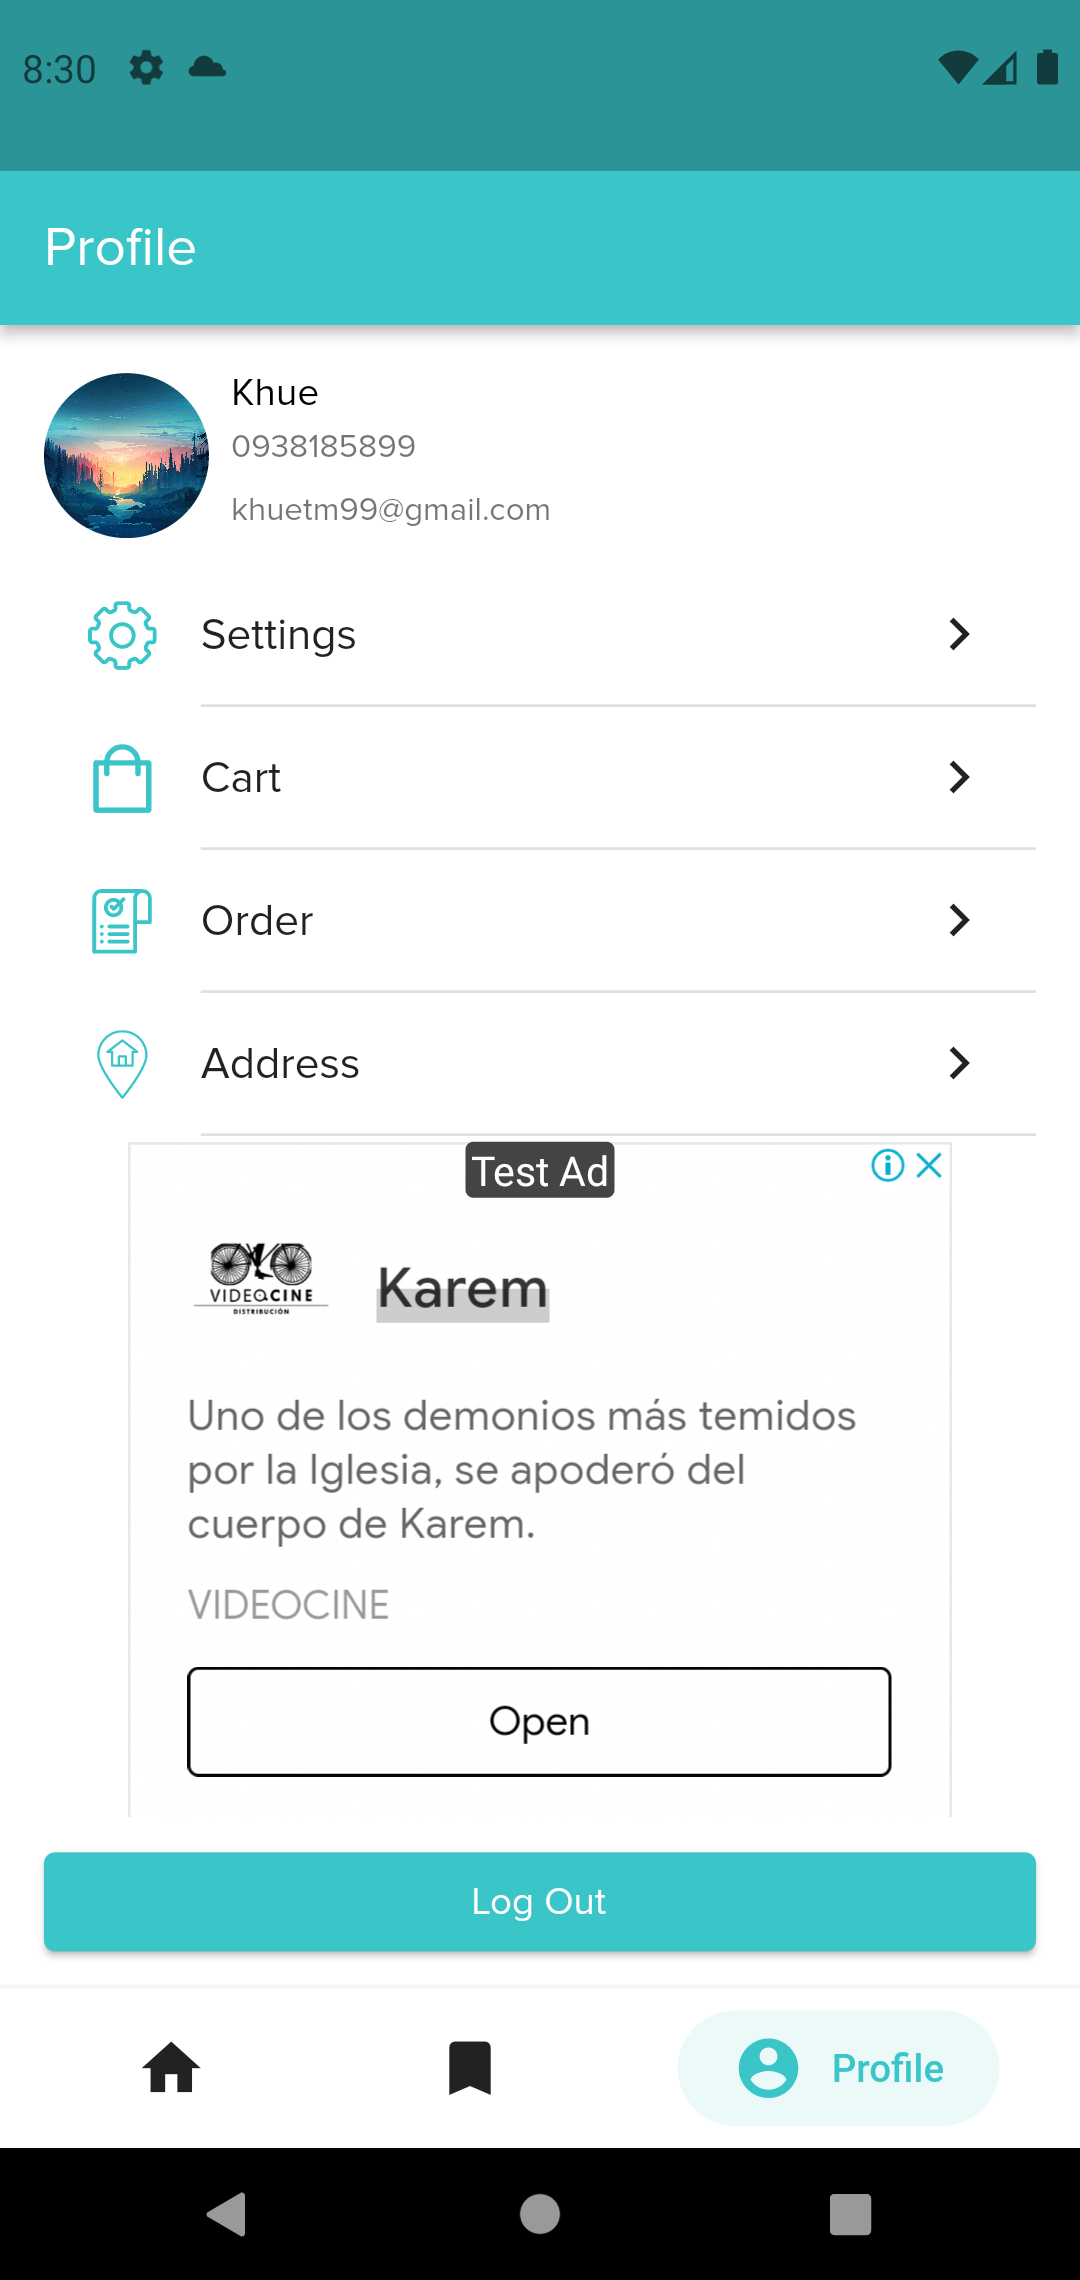 8:30
Profile
Khue
0938185899
khuetm99@gmail.com
Settings
Cart
Order
Address
Test Ad
VIDEOCINE
DISTRIBUCIÓN
Karem
Uno de los demonios más temidos
por la Iglesia, se apoderó del
cuerpo de Karem.
VIDEOCINE
Open
Log Out
Profile